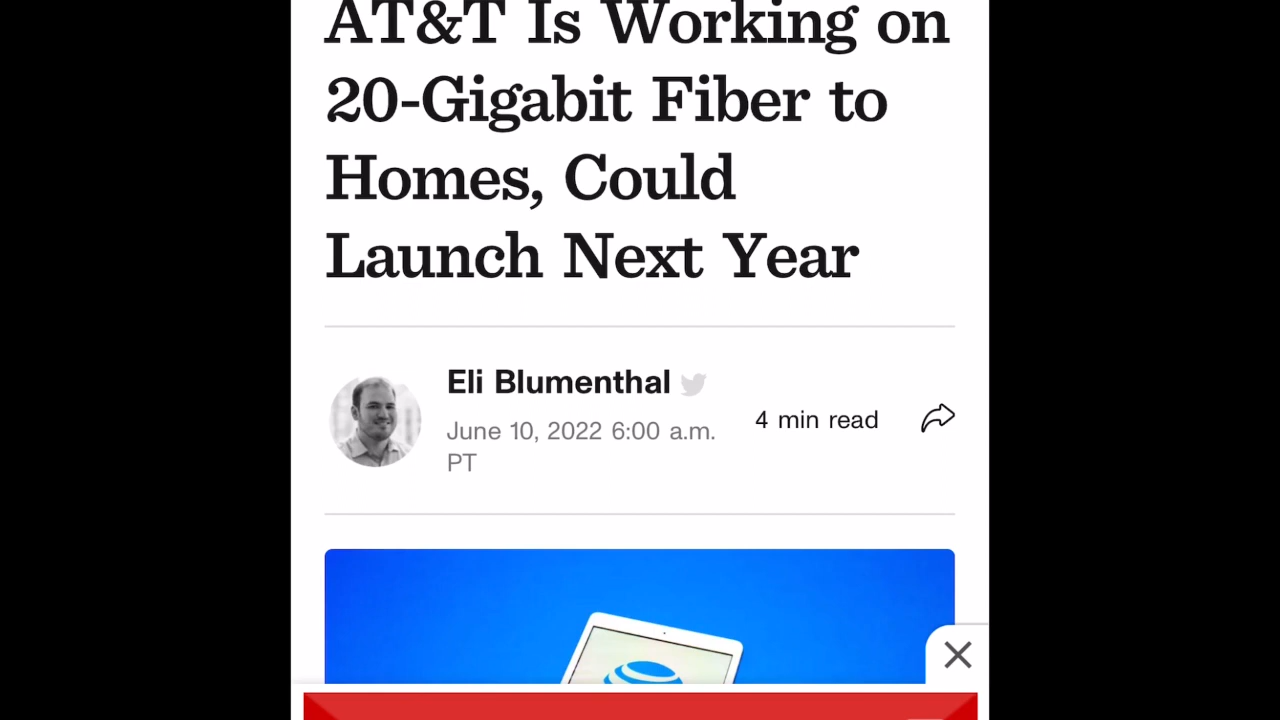 AT&T Is Working on
20-Gigabit Fiber to
Homes, Could
Launch Next Year
Eli Blumenthal
June 10, 2022 6:00 a.m.
PT
4 min read